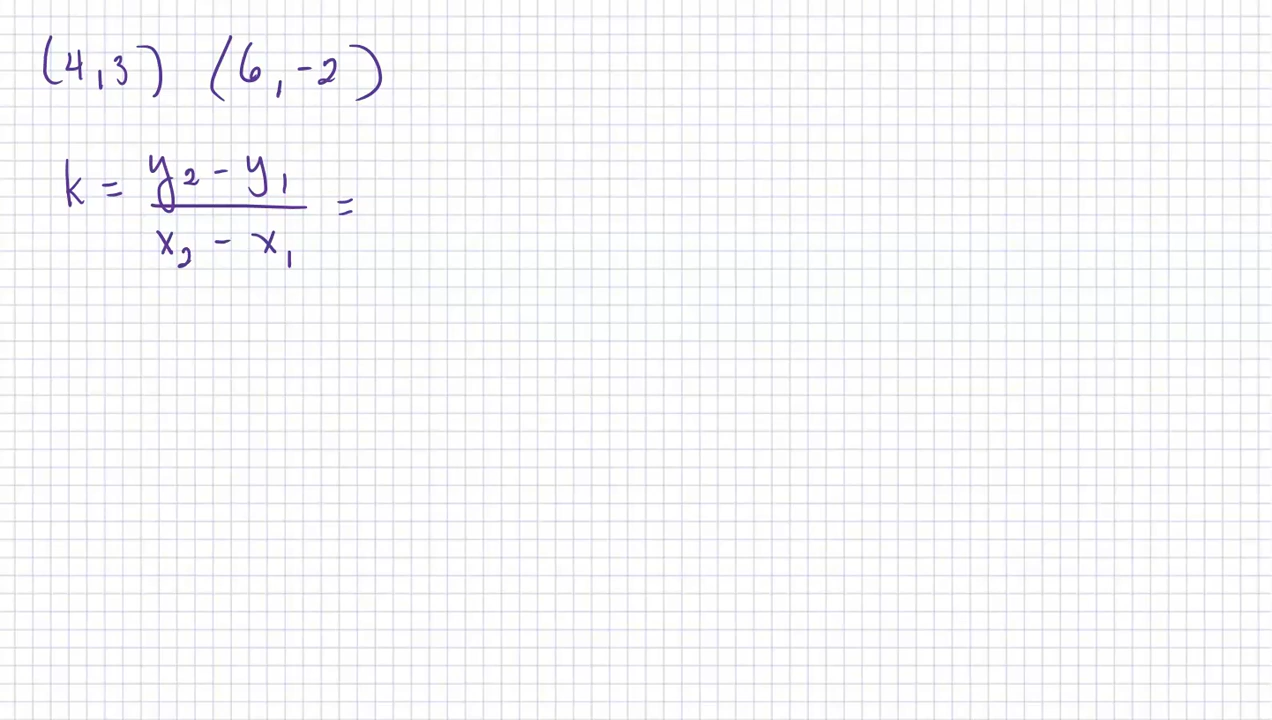 (4,3) (6,-2)
k = y₂ - y₁ / x₂ - x₁ =